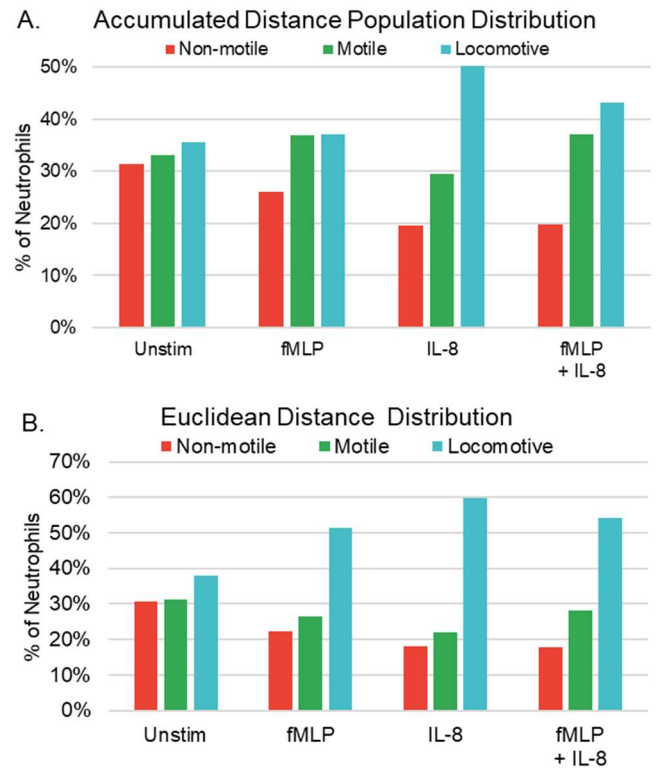 A. Accumulated Distance Population Distribution
Non-motile Motile Locomotive
% of Neutrophils
50%
40%
30%
20%
10%
0%
Unstim fMLP IL-8 fMLP
+ IL-8
B. Euclidean Distance Distribution
Non-motile Motile Locomotive
% of Neutrophils
70%
60%
50%
40%
30%
20%
10%
0%
Unstim fMLP IL-8 fMLP
+ IL-8